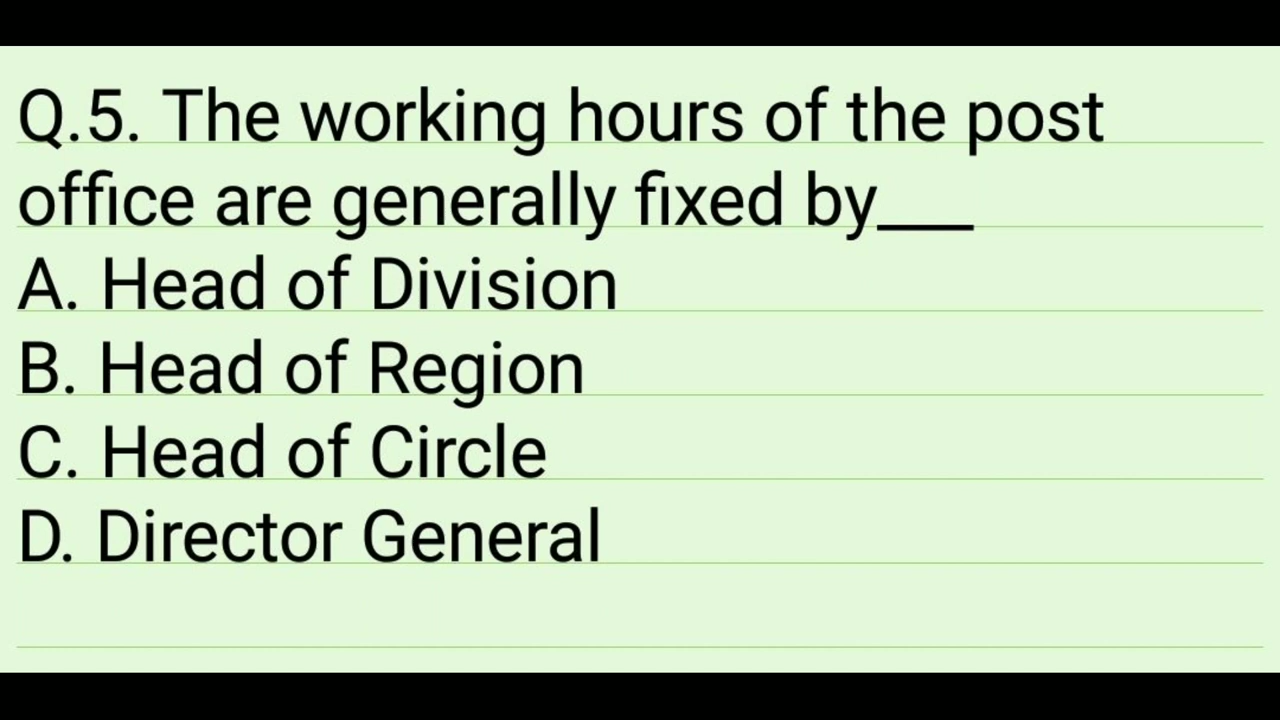 Q.5. The working hours of the post
office are generally fixed by___
A. Head of Division
B. Head of Region
C. Head of Circle
D. Director General